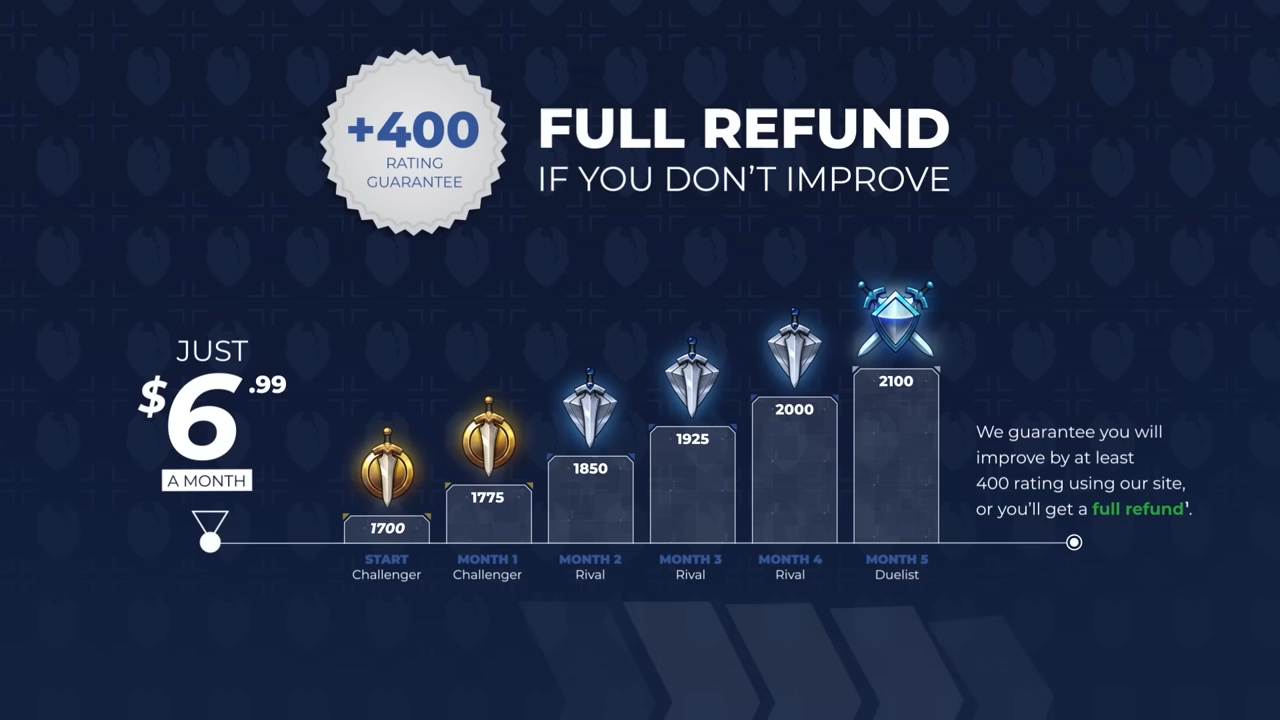 +400
RATING
GUARANTEE
FULL REFUND
IF YOU DON'T IMPROVE
JUST
$6.99
A MONTH
1700
1775
1850
1925
2000
2100
START
Challenger
MONTH 1
Challenger
MONTH 2
Rival
MONTH 3
Rival
MONTH 4
Rival
MONTH 5
Duelist
We guarantee you will
improve by at least
400 rating using our site,
or you'll get a full refund¹.